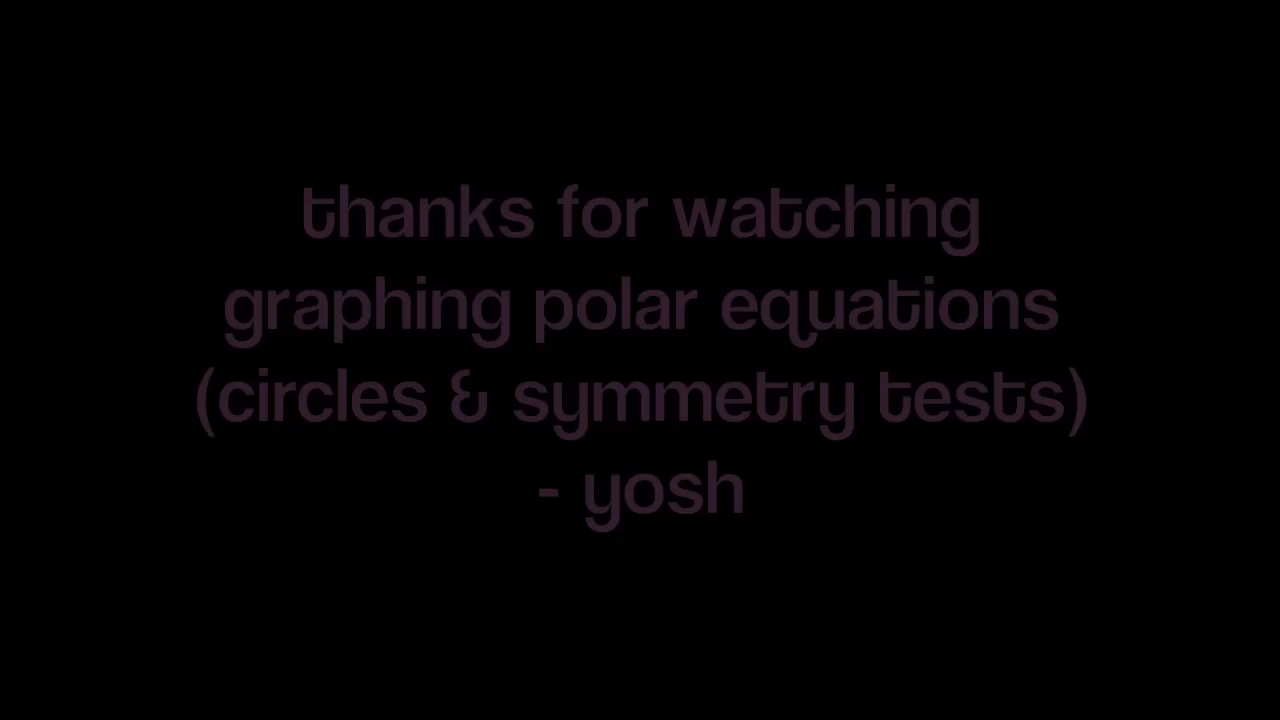 thanks for watching
graphing polar equations
(circles & symmetry tests)
- yosh